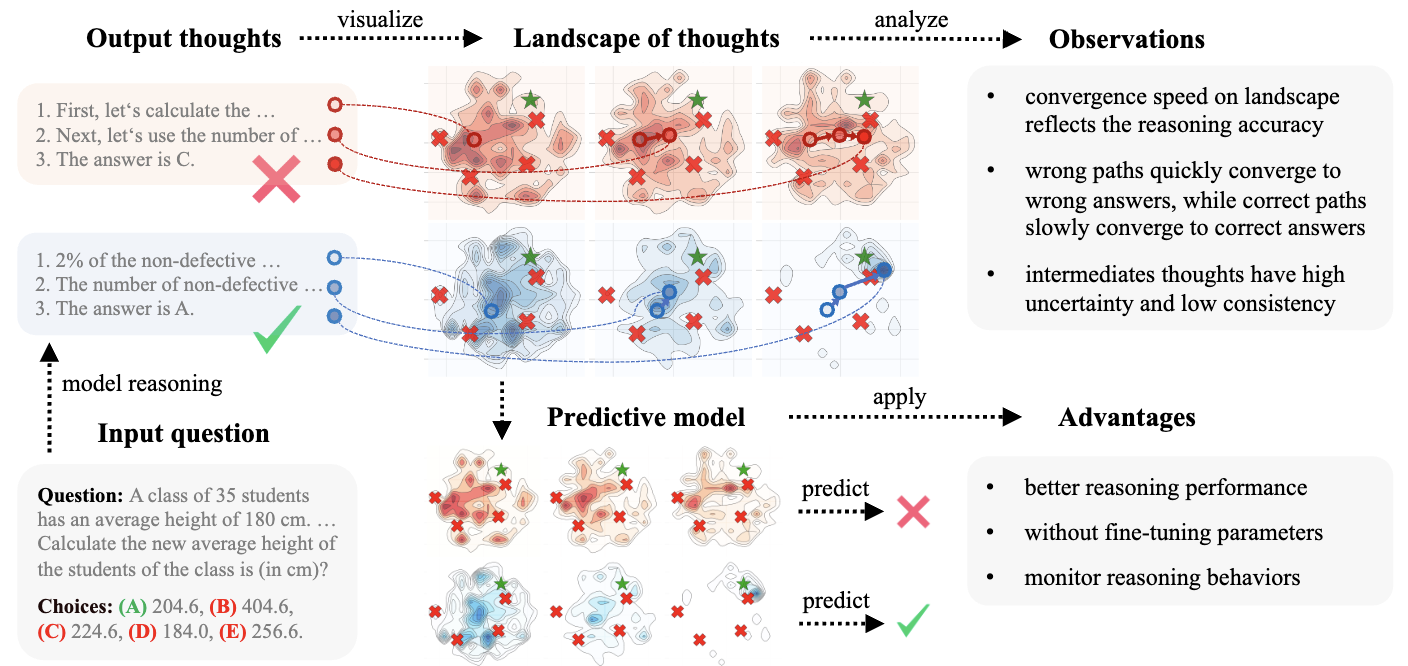 Output thoughts
visualize
Landscape of thoughts
analyze
Observations
1. First, let‘s calculate the …
2. Next, let‘s use the number of …
3. The answer is C.
1. 2% of the non-defective …
2. The number of non-defective …
3. The answer is A.
• convergence speed on landscape
reflects the reasoning accuracy
• wrong paths quickly converge to
wrong answers, while correct paths
slowly converge to correct answers
• intermediates thoughts have high
uncertainty and low consistency
model reasoning
Input question
Question: A class of 35 students
has an average height of 180 cm. …
Calculate the new average height of
the students of the class is (in cm)?
Choices: (A) 204.6, (B) 404.6,
(C) 224.6, (D) 184.0, (E) 256.6.
Predictive model
apply
Advantages
predict
predict
• better reasoning performance
• without fine-tuning parameters
• monitor reasoning behaviors